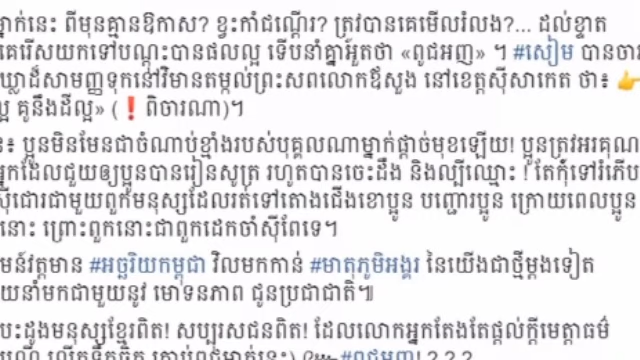 ម្នាក់នេះ ពីមុនគ្មានឱកាស? ខ្វះកាំជណ្តើរ? ត្រូវបានគេមើលរំលង?... ដល់ខ្ទាត
គេរើសយកទៅបណ្តុះបានផលល្អ ទើបនាំគ្នាអួតថា «ពូជអញ» ។ #សៀម បានចារ
ឃ្លាដ៏សាមញ្ញទុកនៅវិមានតម្កល់ព្រះសពលោកឪសួង នៅខេត្តស៊ីសាកេត ថា៖ 👉
ល្អ គូនឹងដីល្អ» (❗ពិចារណា)។
៖ ប្អូនមិនមែនជាចំណាប់ខ្មាំងរបស់បុគ្គលណាម្នាក់ផ្តាច់មុខឡើយ! ប្អូនត្រូវអរគុណ
អ្នកដែលជួយឲ្យប្អូនបានរៀនសូត្រ រហូតបានចេះដឹង និងល្បីឈ្មោះ ! តែកុំទៅរំភើប
ស៊ីជោរជាមួយពួកមនុស្សដែលរត់ទៅតោងជើងខោប្អូន បញ្ជោរប្អូន ក្រោយពេលប្អូន
នោះ ព្រោះពួកនោះជាពួកដេកចាំស៊ីពៃទេ។
មន៍វត្តមាន #អច្ឆរិយកម្ពុជា វិលមកកាន់ #មាតុភូមិអង្គរ នៃយើងជាថ្មីម្តងទៀត
យនាំមកជាមួយនូវ មោទនភាព ជូនប្រជាជាតិ៕
បេះដូងមនុស្សខ្មែរពិត! សប្បុរសជនពិត! ដែលលោកអ្នកតែងតែផ្តល់ក្តីមេត្តាធម៌